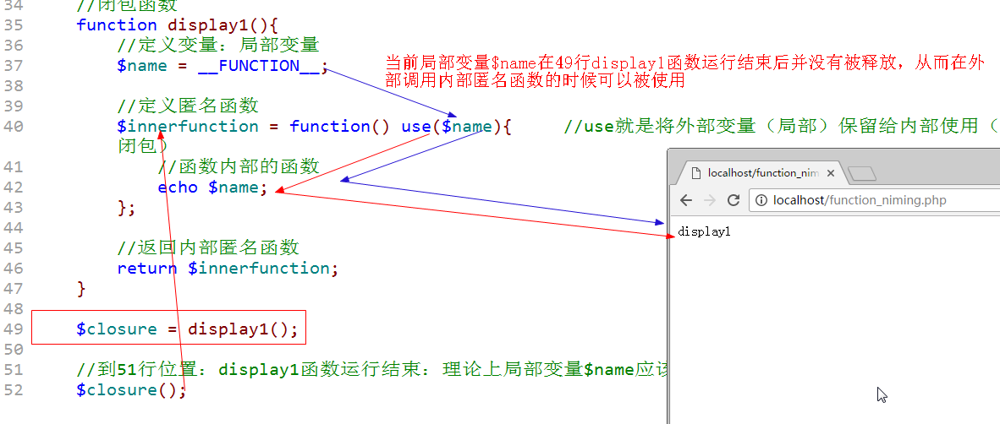 34 //闭包函数
35 function display1(){
36 //定义变量：局部变量
37 $name = __FUNCTION__;
当前局部变量$name在49行display1函数运行结束后并没有被释放，从而在外
部调用内部匿名函数的时候可以被使用
38
39 //定义匿名函数
40 $innerfunction = function() use($name){ //use就是将外部变量（局部）保留给内部使用（
闭包）
41 //函数内部的函数
42 echo $name;
43 };
44
45 //返回内部匿名函数
46 return $innerfunction;
47 }
48
49 $closure = display1();
50
51 //到51行位置：display1函数运行结束：理论上局部变量$name应该
52 $closure();
localhost/function_nim
localhost/function_niming.php
display1